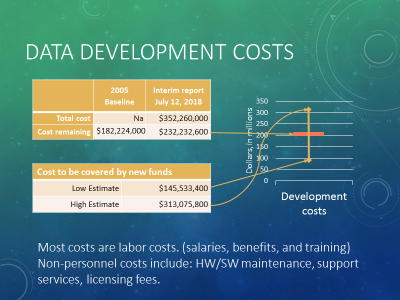 DATA DEVELOPMENT COSTS
2005 Baseline Interim report July 12, 2018
Total cost Na $352,260,000
Cost remaining $182,224,000 $232,232,600
Cost to be covered by new funds
Low Estimate $145,533,400
High Estimate $313,075,800
Dollars, in millions
350
300
250
200
150
100
50
0
Development
costs
Most costs are labor costs. (salaries, benefits, and training)
Non-personnel costs include: HW/SW maintenance, support
services, licensing fees.